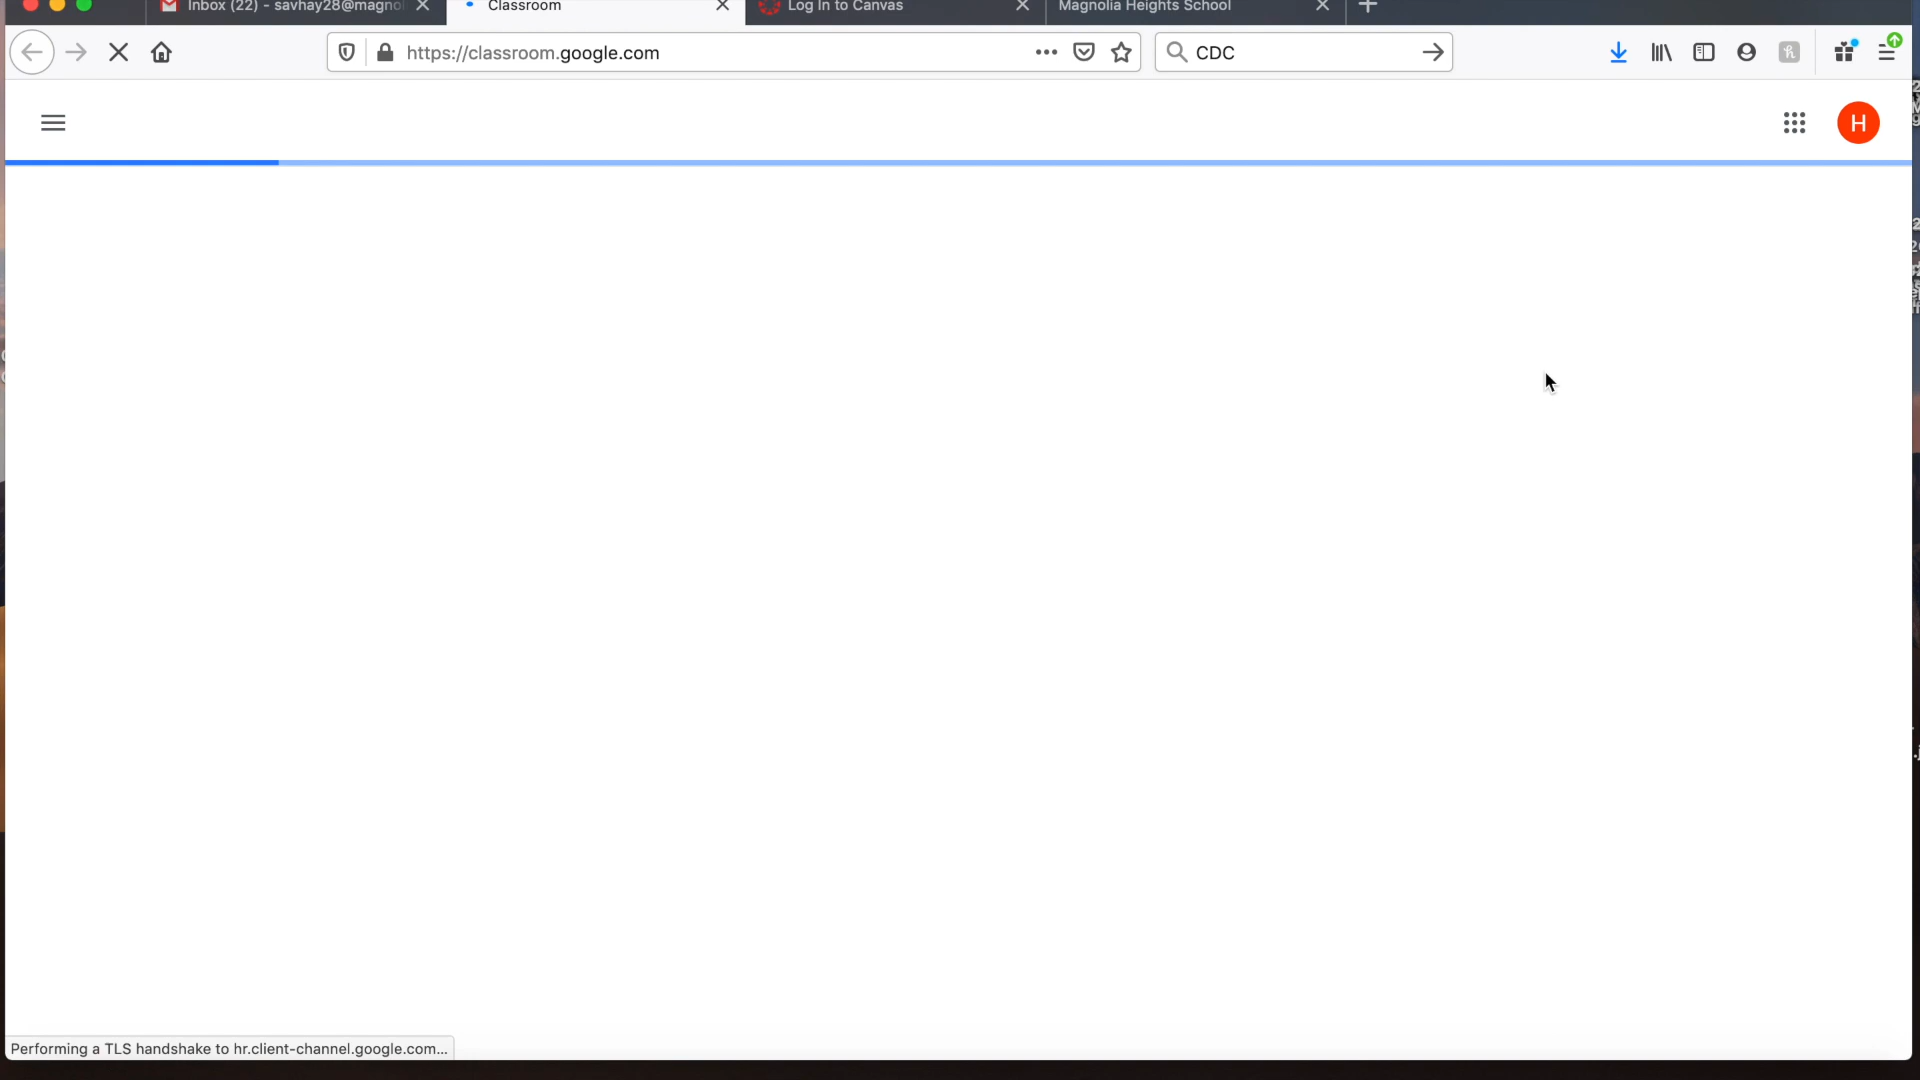 Inbox (22) - savhay28@magnol
Classroom
Log In to Canvas
Magnolia Heights School
https://classroom.google.com
CDC
H
Performing a TLS handshake to hr.client-channel.google.com...